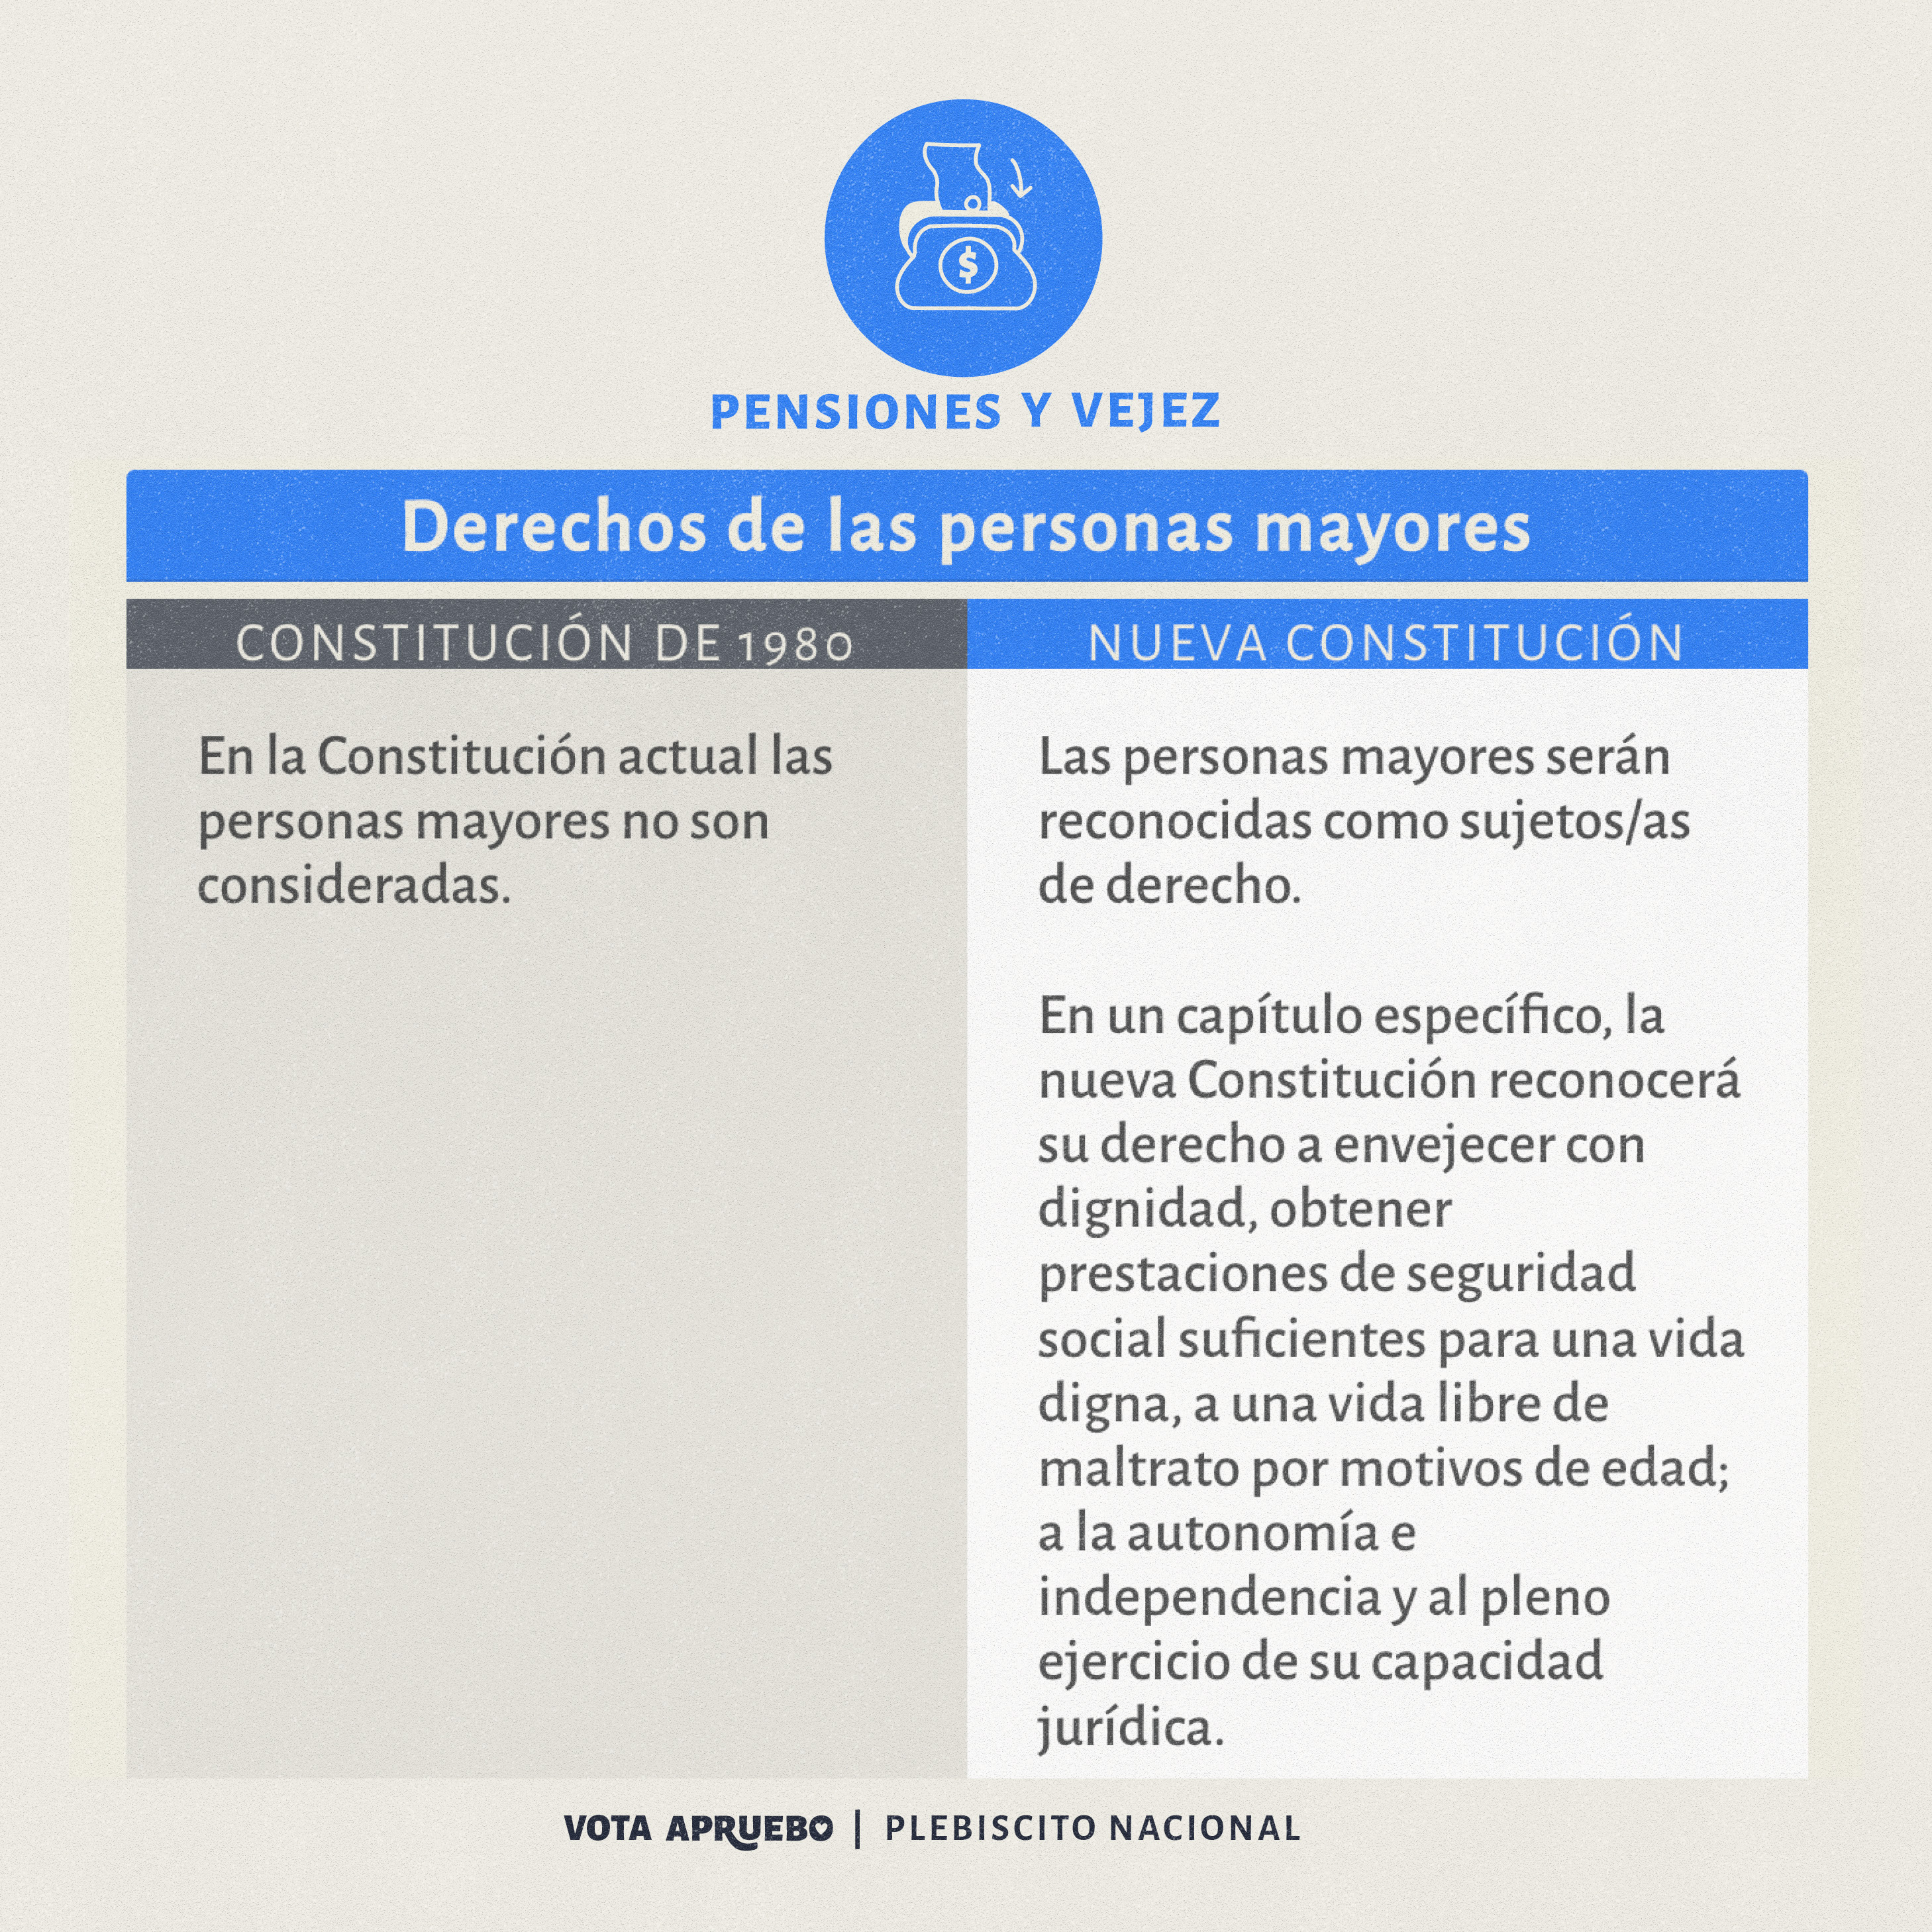 $
PENSIONES Y VEJEZ
Derechos de las personas mayores
CONSTITUCIÓN DE 1980
En la Constitución actual las
personas mayores no son
consideradas.
NUEVA CONSTITUCIÓN
Las personas mayores serán
reconocidas como sujetos/as
de derecho.
En un capítulo específico, la
nueva Constitución reconocerá
su derecho a envejecer con
dignidad, obtener
prestaciones de seguridad
social suficientes para una vida
digna, a una vida libre de
maltrato por motivos de edad;
a la autonomía e
independencia y al pleno
ejercicio de su capacidad
jurídica.
VOTA APRUEBO | PLEBISCITO NACIONAL